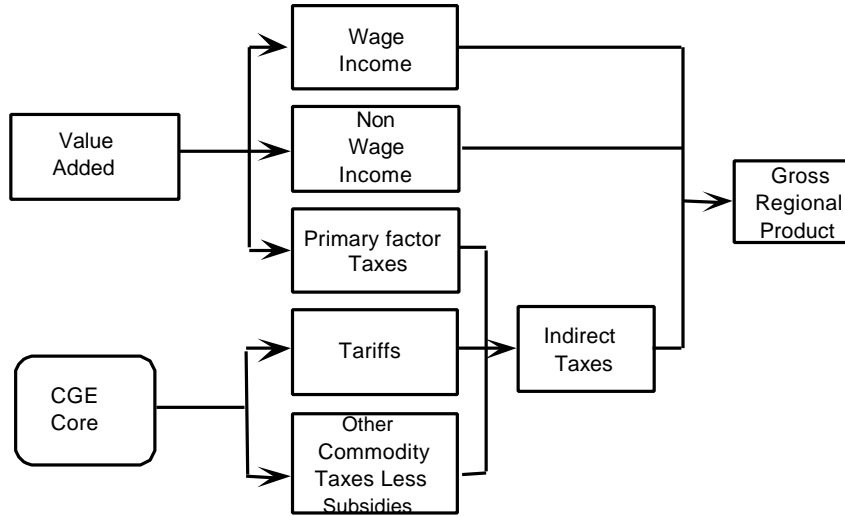 Wage
Income
Non
Wage
Income
Value
Added
Gross
Regional
Product
Primary factor
Taxes
Tariffs
Indirect
Taxes
CGE
Core
Other
Commodity
Taxes Less
Subsidies